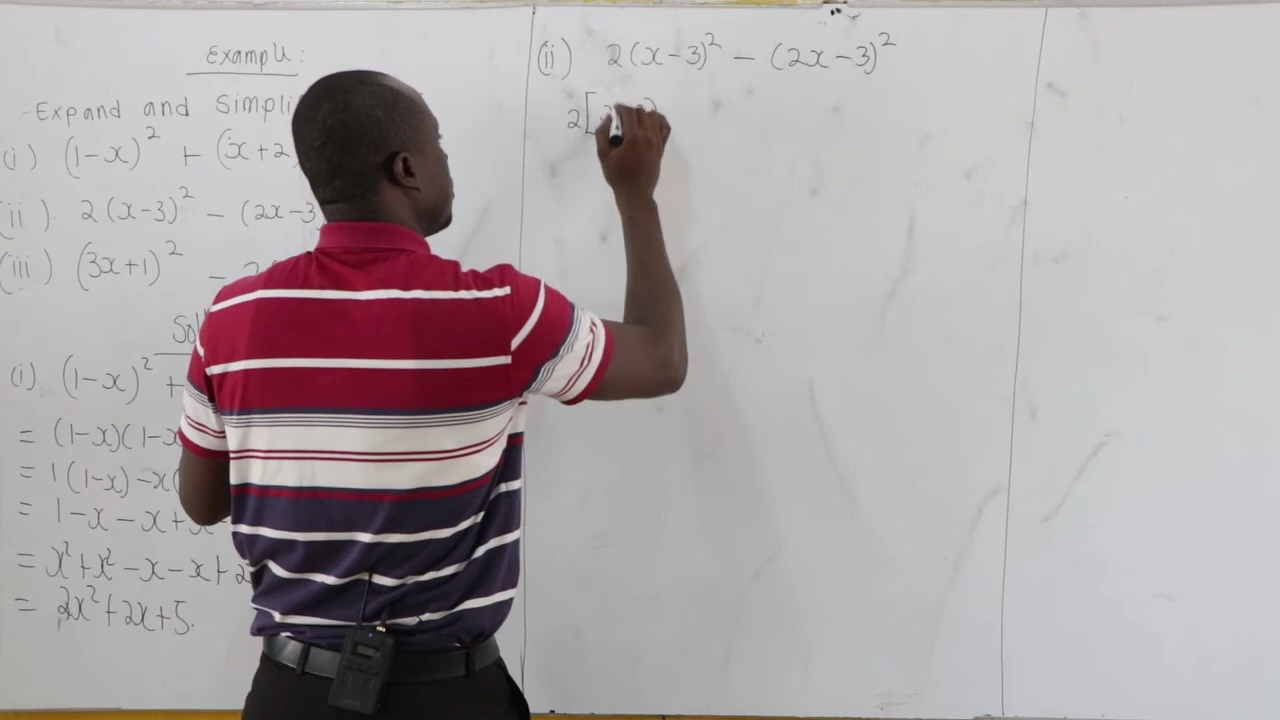 Example:
Expand and Simpli
(i) (1-x)² + (x+2)
(ii). 2(x-3)² - (2x-3
(iii) (3x+1)² - 2
Sol
(i). (1-x)² +
= (1-x)(1-x
= 1(1-x)-x(
= 1-x-x+x
= x²+x²-x-x+2
= 2x²+2x+5.
(ii) 2(x-3)² - (2x-3)²
2[